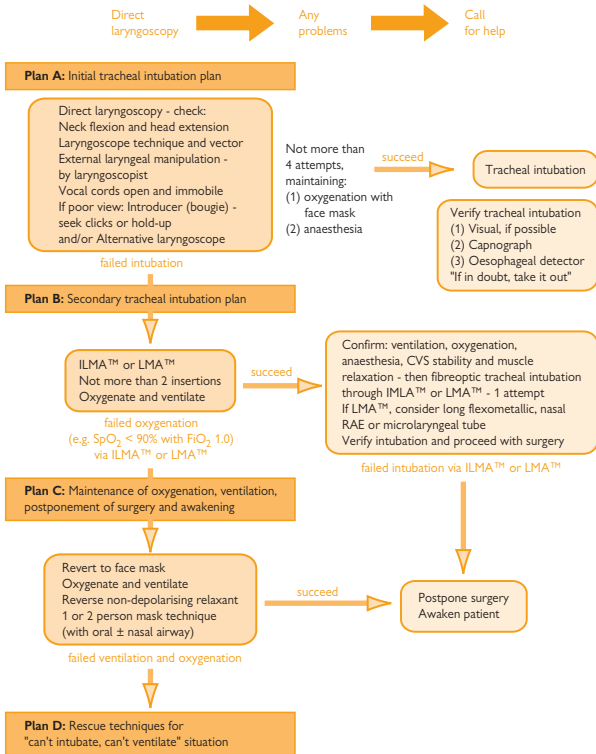 Direct
laryngoscopy
Any
problems
Call
for help
Plan A: Initial tracheal intubation plan
Direct laryngoscopy - check:
Neck flexion and head extension
Laryngoscope technique and vector
External laryngeal manipulation -
by laryngoscopist
Vocal cords open and immobile
If poor view: Introducer (bougie) -
seek clicks or hold-up
and/or Alternative laryngoscope
Not more than
4 attempts,
maintaining:
(1) oxygenation with
face mask
(2) anaesthesia
succeed
Tracheal intubation
Verify tracheal intubation
(1) Visual, if possible
(2) Capnograph
(3) Oesophageal detector
"If in doubt, take it out"
failed intubation
Plan B: Secondary tracheal intubation plan
ILMA™ or LMA™
Not more than 2 insertions
Oxygenate and ventilate
succeed
Confirm: ventilation, oxygenation,
anaesthesia, CVS stability and muscle
relaxation - then fibreoptic tracheal intubation
through IMLA™ or LMA™ - 1 attempt
If LMA™, consider long flexometallic, nasal
RAE or microlaryngeal tube
Verify intubation and proceed with surgery
failed oxygenation
(e.g. SpO₂ < 90% with FiO₂ 1.0)
via ILMA™ or LMA™
failed intubation via ILMA™ or LMA™
Plan C: Maintenance of oxygenation, ventilation,
postponement of surgery and awakening
Revert to face mask
Oxygenate and ventilate
Reverse non-depolarising relaxant
1 or 2 person mask technique
(with oral ± nasal airway)
succeed
Postpone surgery
Awaken patient
failed ventilation and oxygenation
Plan D: Rescue techniques for
"can't intubate, can't ventilate" situation